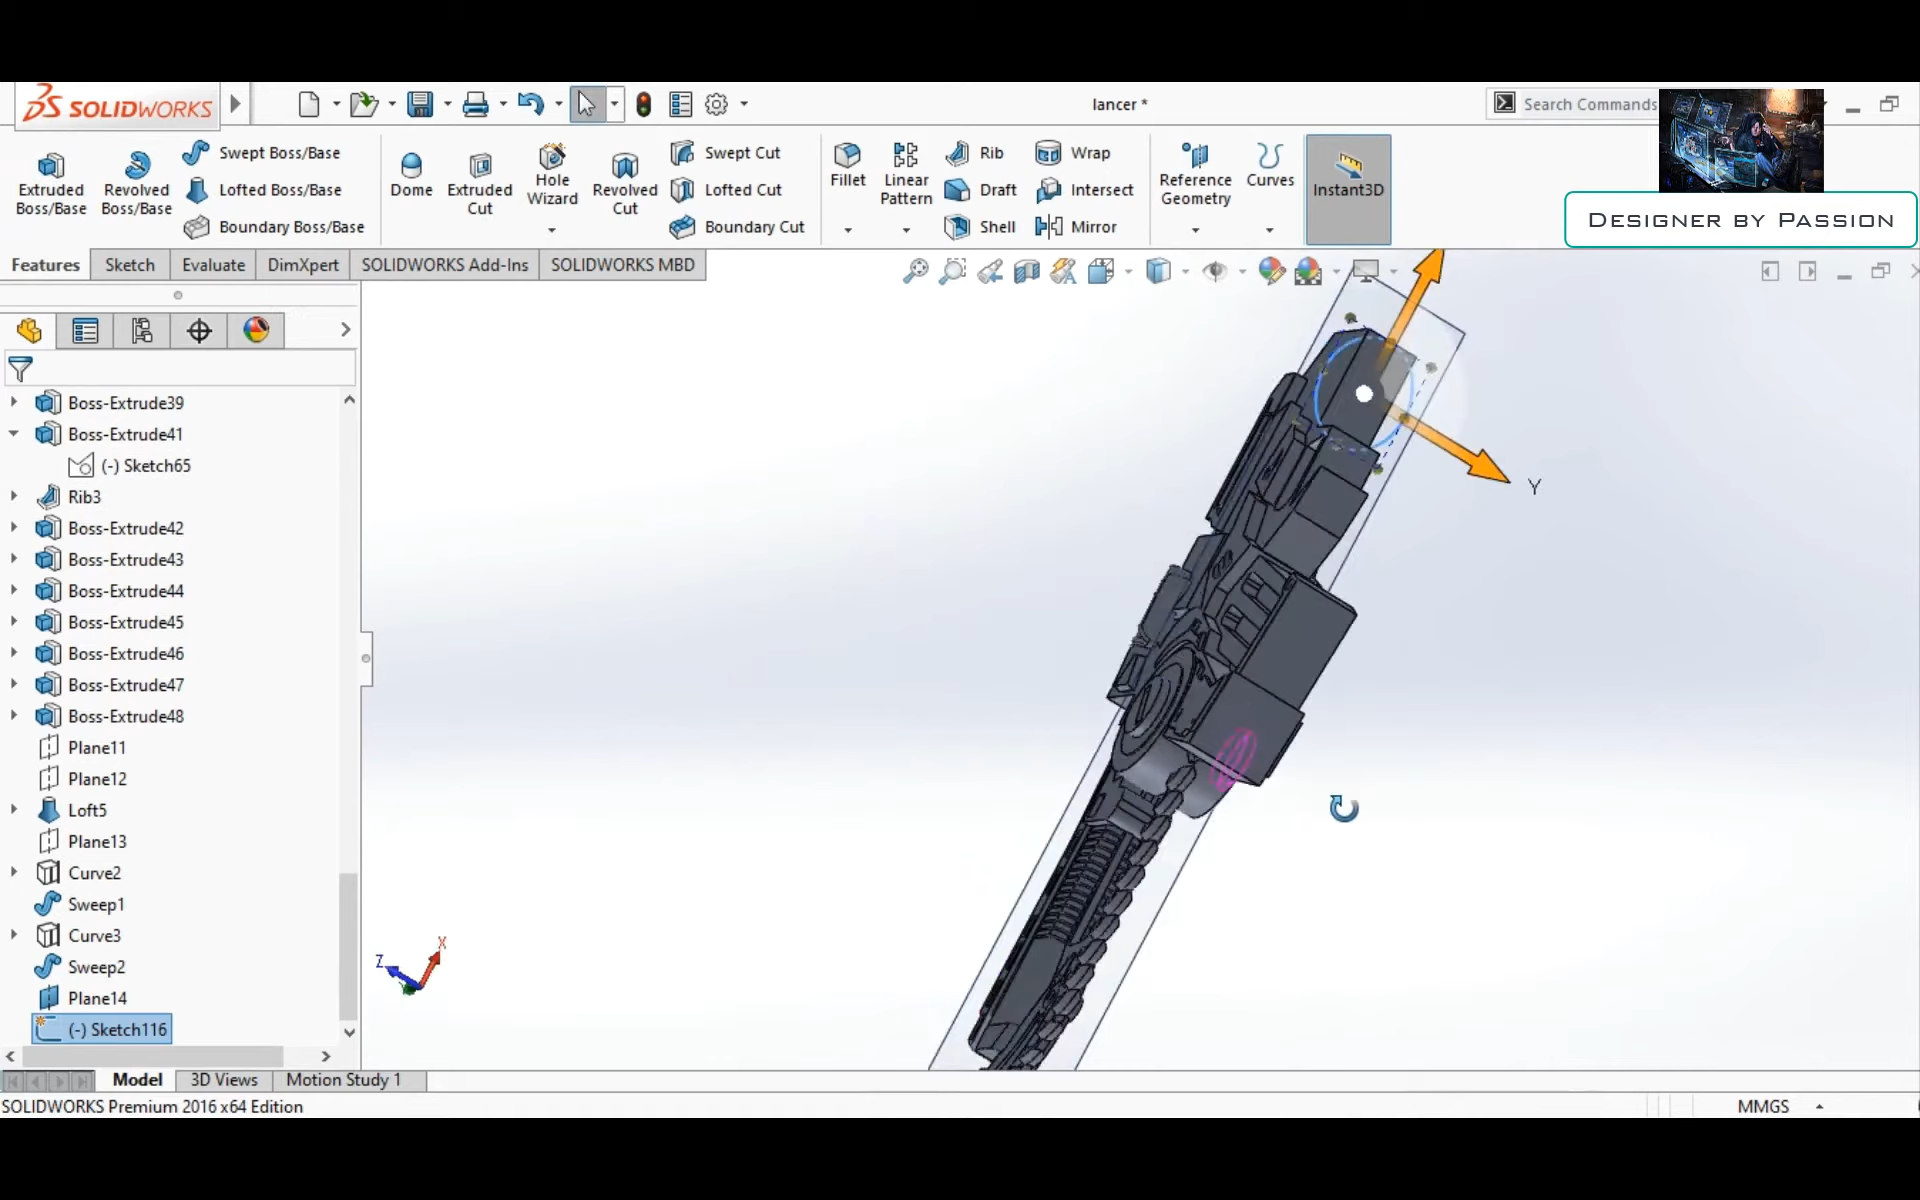 SOLIDWORKS
lancer *
Search Commands
Extruded Boss/Base
Revolved Boss/Base
Swept Boss/Base
Lofted Boss/Base
Boundary Boss/Base
Dome
Extruded Cut
Hole Wizard
Revolved Cut
Swept Cut
Lofted Cut
Boundary Cut
Fillet
Linear Pattern
Rib
Draft
Shell
Wrap
Intersect
Mirror
Reference Geometry
Curves
Instant3D
Designer by Passion
Features
Sketch
Evaluate
DimXpert
SOLIDWORKS Add-Ins
SOLIDWORKS MBD
Boss-Extrude39
Boss-Extrude41
(-) Sketch65
Rib3
Boss-Extrude42
Boss-Extrude43
Boss-Extrude44
Boss-Extrude45
Boss-Extrude46
Boss-Extrude47
Boss-Extrude48
Plane11
Plane12
Loft5
Plane13
Curve2
Sweep1
Curve3
Sweep2
Plane14
(-) Sketch116
Y
X
Z
Model
3D Views
Motion Study 1
SOLIDWORKS Premium 2016 x64 Edition
MMGS